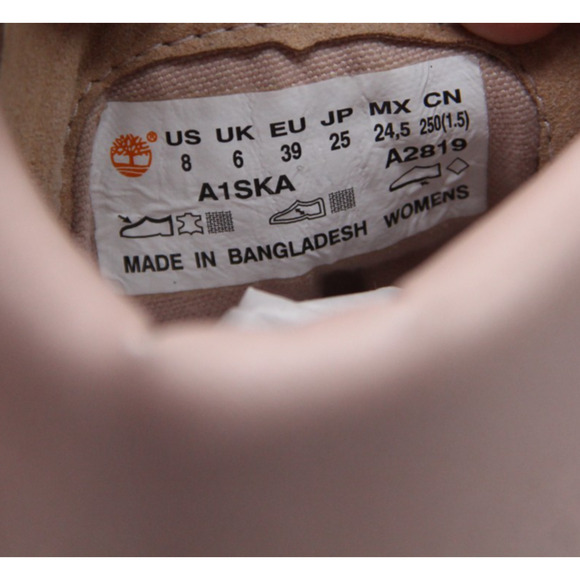 ® US UK EU JP MX CN
8 6 39 25 24,5 250(1.5)
A1SKA A2819
MADE IN BANGLADESH WOMENS